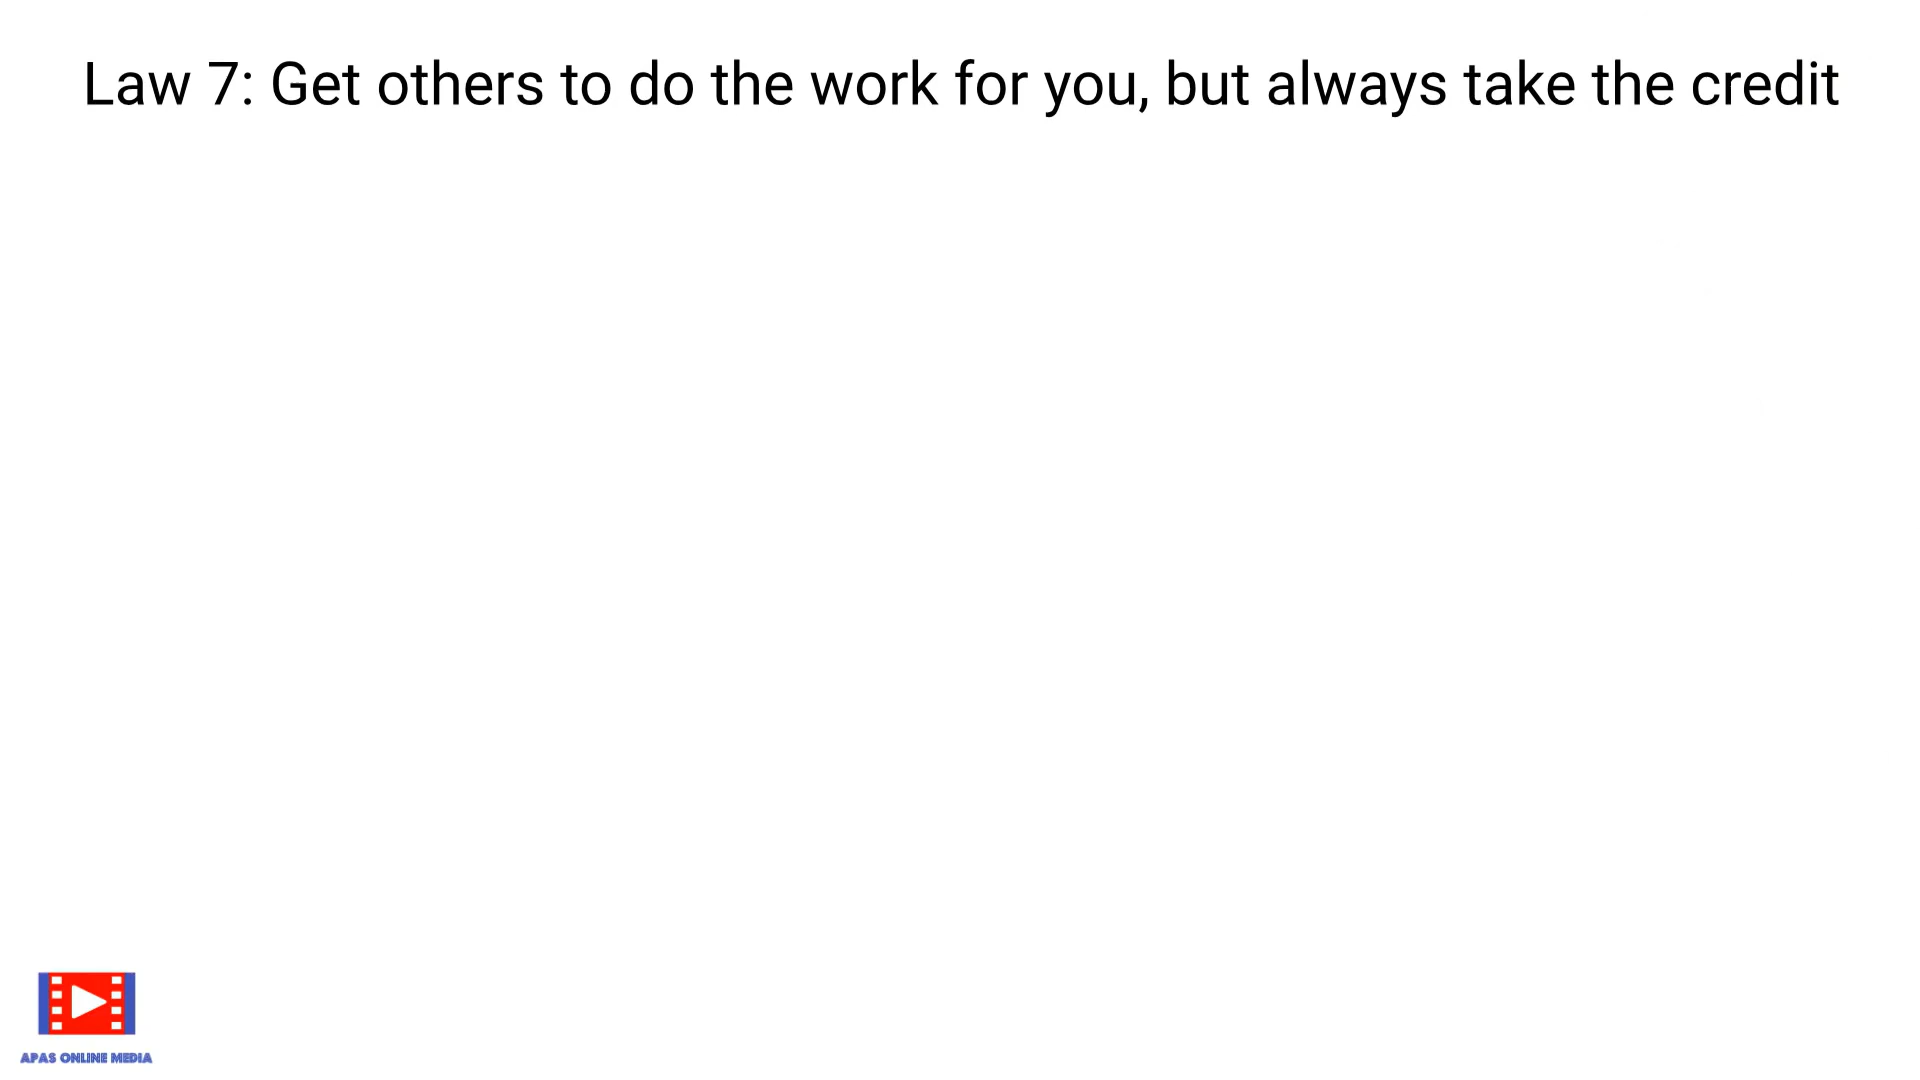 Law 7: Get others to do the work for you, but always take the credit
APAS ONLINE MEDIA